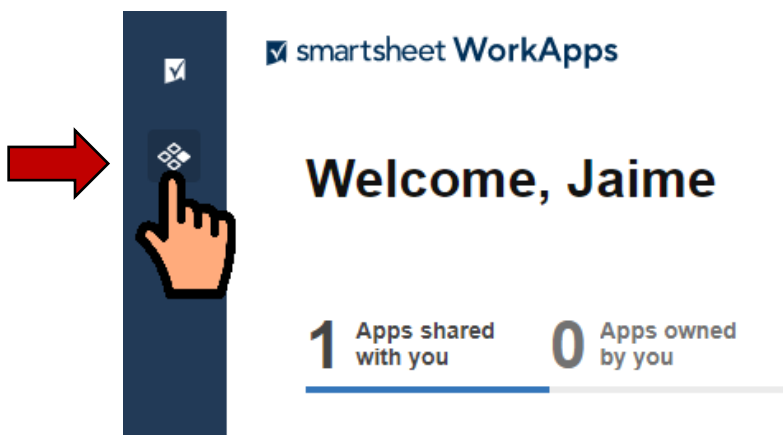 smartsheet WorkApps
Welcome, Jaime
1 Apps shared with you
0 Apps owned by you